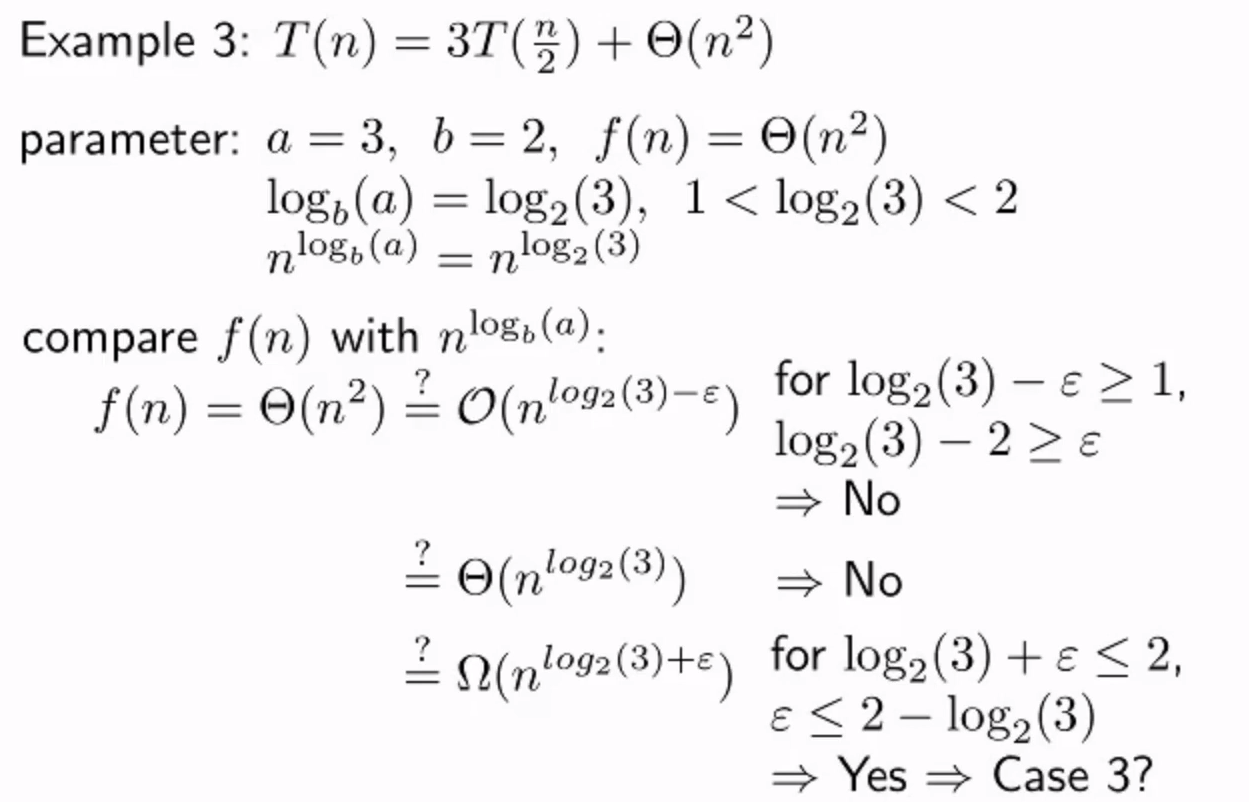 Example 3: T(n) = 3T(n/2) + Θ(n²)
parameter: a = 3, b = 2, f(n) = Θ(n²)
log_b(a) = log₂(3), 1 < log₂(3) < 2
n^{log_b(a)} = n^{log₂(3)}
compare f(n) with n^{log_b(a)}:
f(n) = Θ(n²) ?= O(n^{log₂(3)−ε}) for log₂(3) − ε ≥ 1,
log₂(3) − 2 ≥ ε
⇒ No
?= Θ(n^{log₂(3)}) ⇒ No
?= Ω(n^{log₂(3)+ε}) for log₂(3) + ε ≤ 2,
ε ≤ 2 − log₂(3)
⇒ Yes ⇒ Case 3?